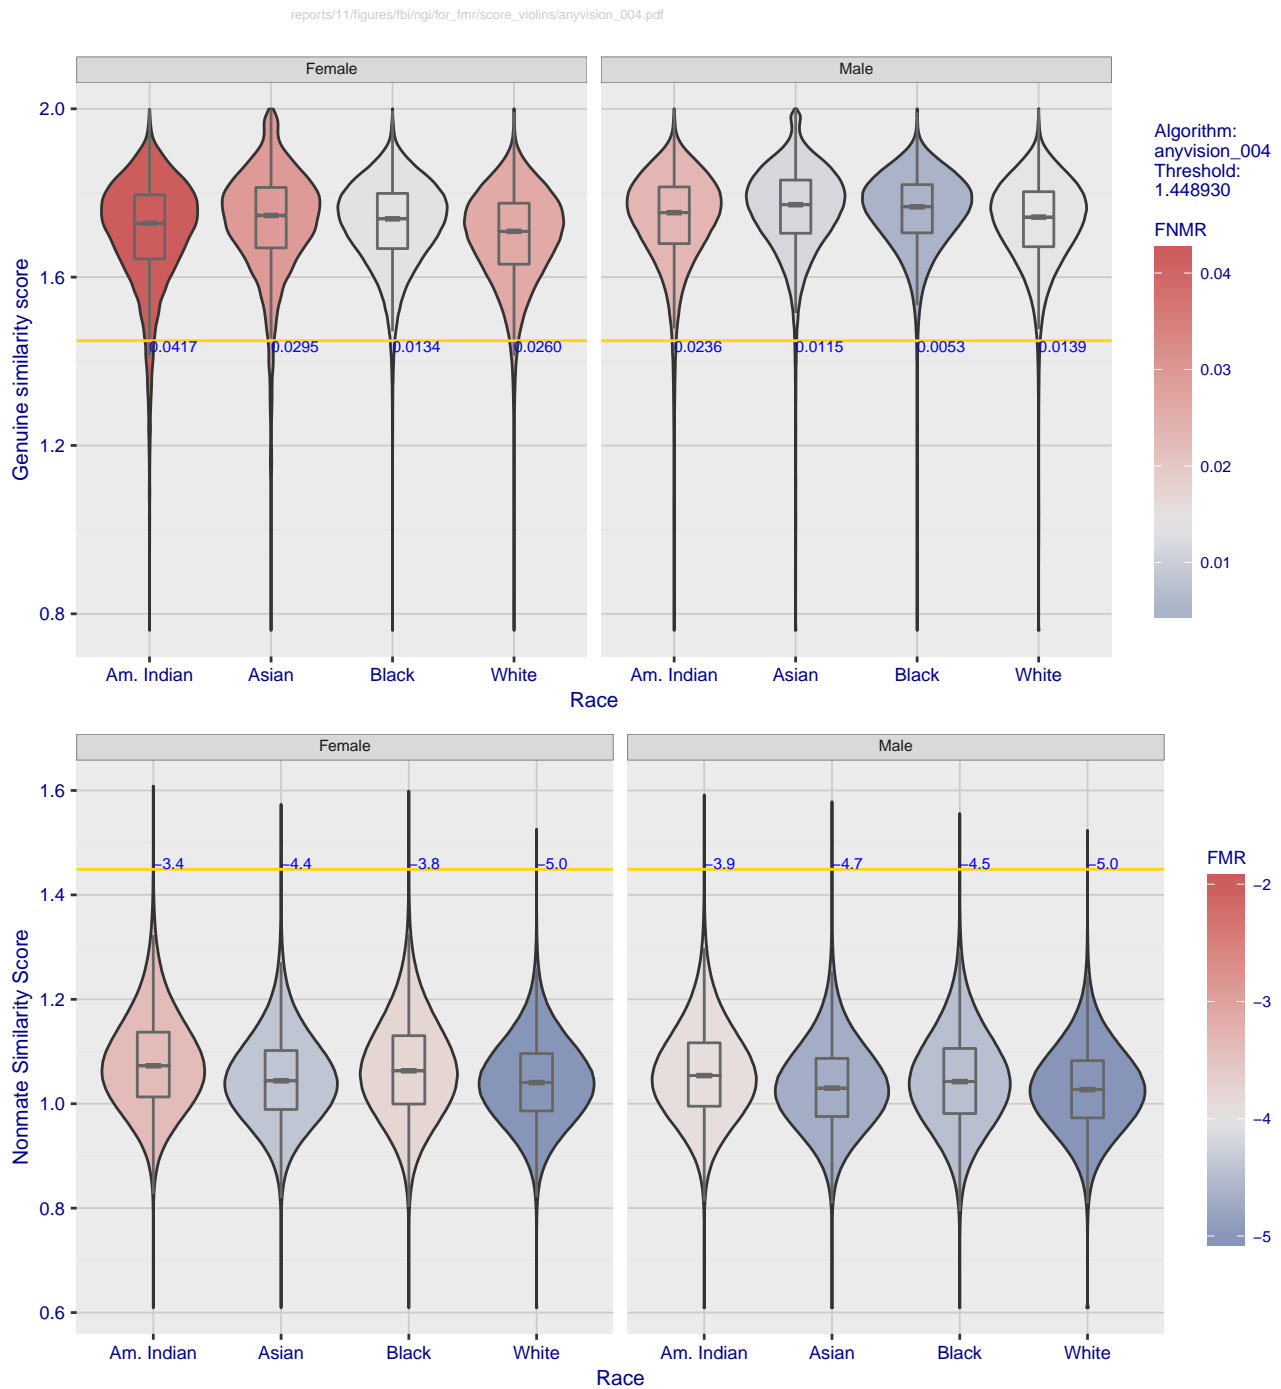 reports/11/figures/fbi/ngi/for_fmr/score_violins/anyvision_004.pdf
Female
Male
Genuine similarity score
2.0
1.6
1.2
0.8
0.0417
0.0295
0.0134
0.0260
0.0236
0.0115
0.0053
0.0139
Am. Indian
Asian
Black
White
Am. Indian
Asian
Black
White
Race
Algorithm:
anyvision_004
Threshold:
1.448930
FNMR
0.04
0.03
0.02
0.01
Female
Male
Nonmate Similarity Score
1.6
1.4
1.2
1.0
0.8
0.6
−3.4
−4.4
−3.8
−5.0
−3.9
−4.7
−4.5
−5.0
Am. Indian
Asian
Black
White
Am. Indian
Asian
Black
White
Race
FMR
−2
−3
−4
−5